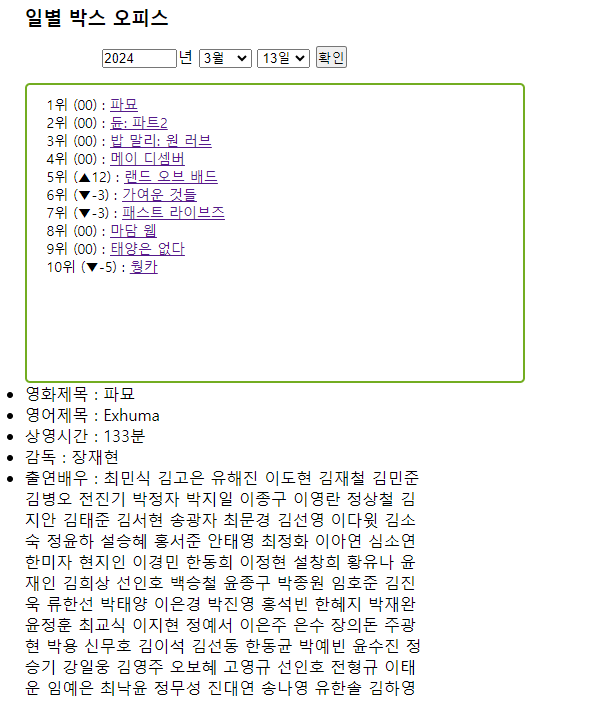 일별 박스 오피스
2024 년 3월 13일 확인
1위 (00) : 파묘
2위 (00) : 듄: 파트2
3위 (00) : 밥 말리: 원 러브
4위 (00) : 메이 디셈버
5위 (▲12) : 랜드 오브 배드
6위 (▼-3) : 가여운 것들
7위 (▼-3) : 패스트 라이브즈
8위 (00) : 마담 웹
9위 (00) : 태양은 없다
10위 (▼-5) : 웡카
영화제목 : 파묘
영어제목 : Exhuma
상영시간 : 133분
감독 : 장재현
출연배우 : 최민식 김고은 유해진 이도현 김재철 김민준
김병오 전진기 박정자 박지일 이종구 이영란 정상철 김
지안 김태준 김서현 송광자 최문경 김선영 이다윗 김소
숙 정윤하 설승혜 홍서준 안태영 최정화 이아연 심소연
한미자 현지인 이경민 한동희 이정현 설창희 황유나 윤
재인 김희상 선인호 백승철 윤종구 박종원 임호준 김진
욱 류한선 박태양 이은경 박진영 홍석빈 한혜지 박재완
윤정훈 최교식 이지현 정예서 이은주 은수 장의돈 주광
현 박용 신무호 김이석 김선동 한동균 박예빈 윤수진 정
승기 강일웅 김영주 오보혜 고영규 선인호 전형규 이태
운 임예은 최낙윤 정무성 진대연 송나영 유한솔 김하영